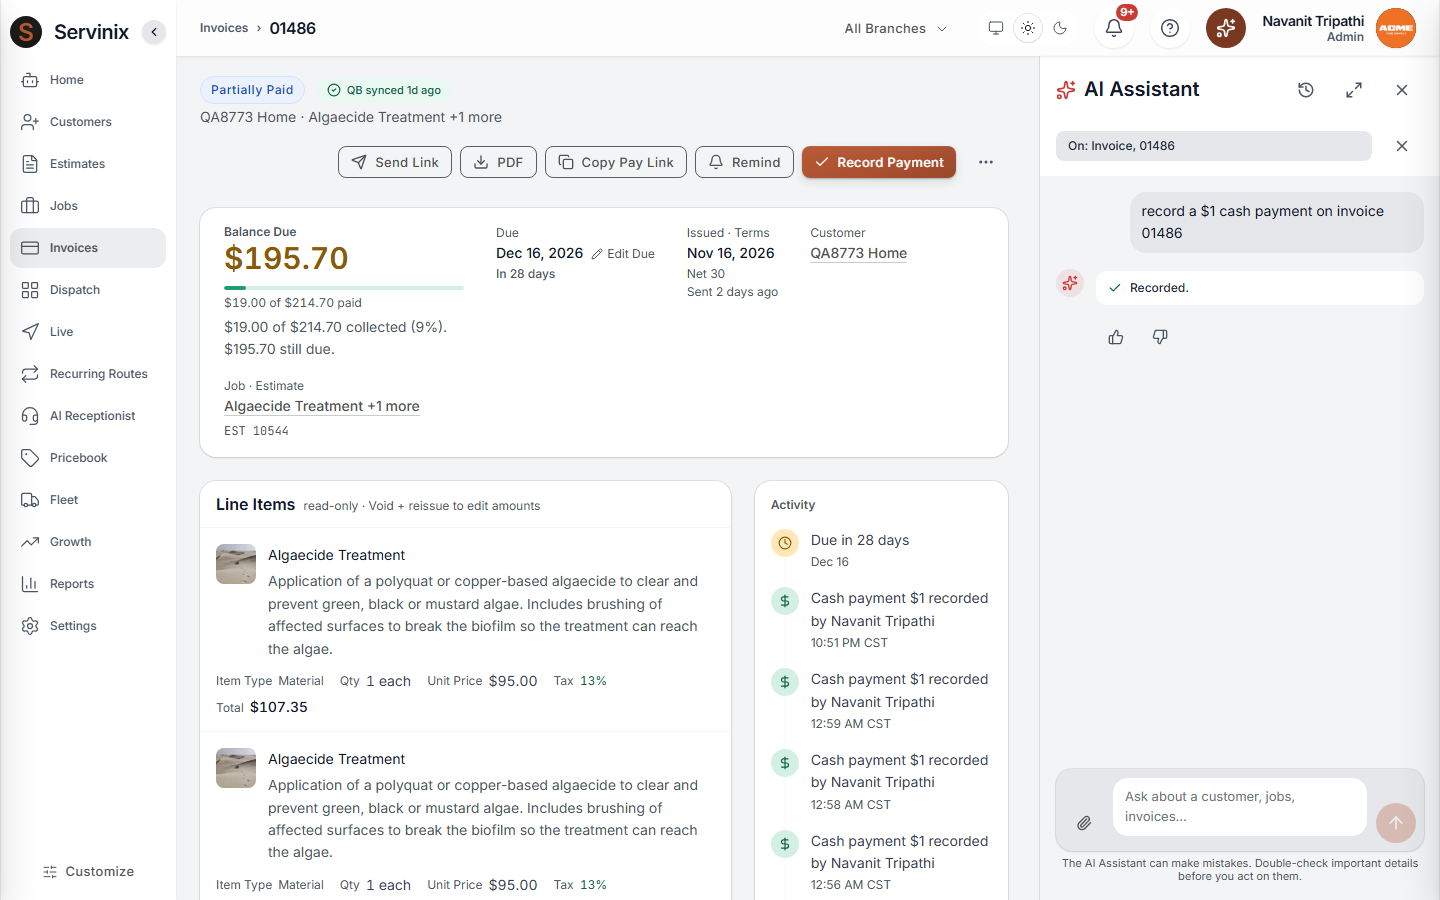 Servinix
Home
Customers
Estimates
Jobs
Invoices
Dispatch
Live
Recurring Routes
AI Receptionist
Pricebook
Fleet
Growth
Reports
Settings
Customize
Invoices › 01486
All Branches
9+
Navanit Tripathi
Admin
ACME
Partially Paid
QB synced 1d ago
QA8773 Home · Algaecide Treatment +1 more
Send Link
PDF
Copy Pay Link
Remind
Record Payment
Balance Due
$195.70
$19.00 of $214.70 paid
$19.00 of $214.70 collected (9%).
$195.70 still due.
Due
Dec 16, 2026 Edit Due
In 28 days
Issued · Terms
Nov 16, 2026
Net 30
Sent 2 days ago
Customer
QA8773 Home
Job · Estimate
Algaecide Treatment +1 more
EST 10544
Line Items read-only · Void + reissue to edit amounts
Algaecide Treatment
Application of a polyquat or copper-based algaecide to clear and
prevent green, black or mustard algae. Includes brushing of
affected surfaces to break the biofilm so the treatment can reach
the algae.
Item Type Material Qty 1 each Unit Price $95.00 Tax 13%
Total $107.35
Algaecide Treatment
Application of a polyquat or copper-based algaecide to clear and
prevent green, black or mustard algae. Includes brushing of
affected surfaces to break the biofilm so the treatment can reach
the algae.
Item Type Material Qty 1 each Unit Price $95.00 Tax 13%
Activity
Due in 28 days
Dec 16
Cash payment $1 recorded
by Navanit Tripathi
10:51 PM CST
Cash payment $1 recorded
by Navanit Tripathi
12:59 AM CST
Cash payment $1 recorded
by Navanit Tripathi
12:58 AM CST
Cash payment $1 recorded
by Navanit Tripathi
12:56 AM CST
AI Assistant
On: Invoice, 01486
record a $1 cash payment on invoice
01486
Recorded.
Ask about a customer, jobs,
invoices...
The AI Assistant can make mistakes. Double-check important details
before you act on them.